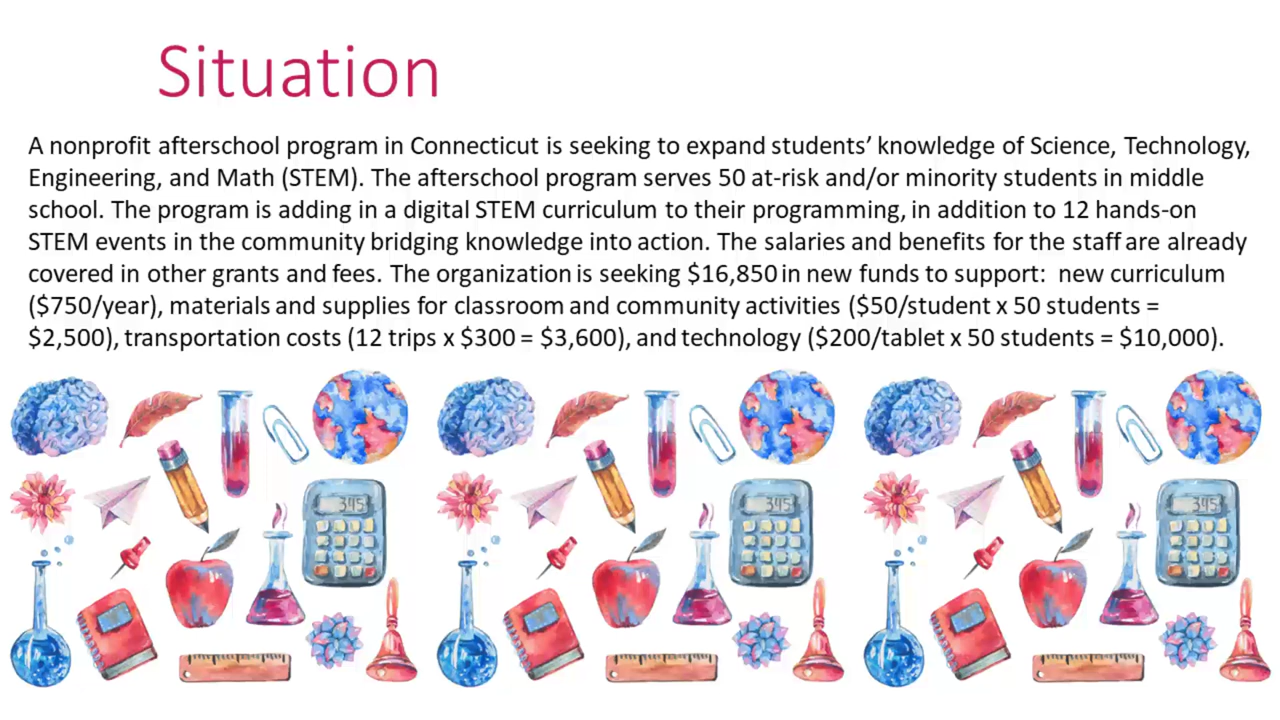 Situation
A nonprofit afterschool program in Connecticut is seeking to expand students’ knowledge of Science, Technology,
Engineering, and Math (STEM). The afterschool program serves 50 at-risk and/or minority students in middle
school. The program is adding in a digital STEM curriculum to their programming, in addition to 12 hands-on
STEM events in the community bridging knowledge into action. The salaries and benefits for the staff are already
covered in other grants and fees. The organization is seeking $16,850 in new funds to support: new curriculum
($750/year), materials and supplies for classroom and community activities ($50/student x 50 students =
$2,500), transportation costs (12 trips x $300 = $3,600), and technology ($200/tablet x 50 students = $10,000).
345
345
345